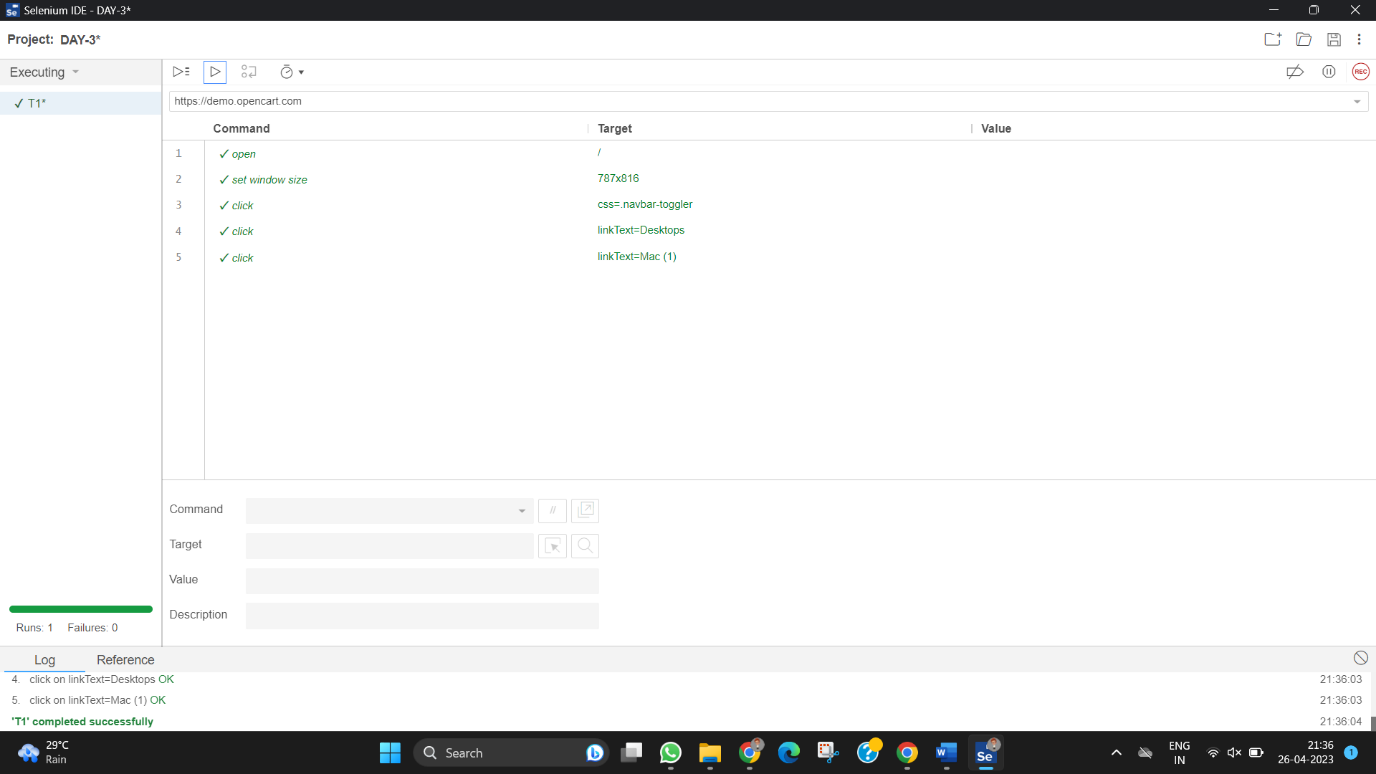 Se Selenium IDE - DAY-3*
Project: DAY-3*
Executing
✓ T1*
https://demo.opencart.com
Command Target Value
1 ✓ open /
2 ✓ set window size 787x816
3 ✓ click css=.navbar-toggler
4 ✓ click linkText=Desktops
5 ✓ click linkText=Mac (1)
REC
Command //
Target
Value
Description
Runs: 1 Failures: 0
Log Reference
4. click on linkText=Desktops OK 21:36:03
5. click on linkText=Mac (1) OK 21:36:03
'T1' completed successfully 21:36:04
29°C
Rain
Search
Se
ENG
IN
21:36
26-04-2023
1